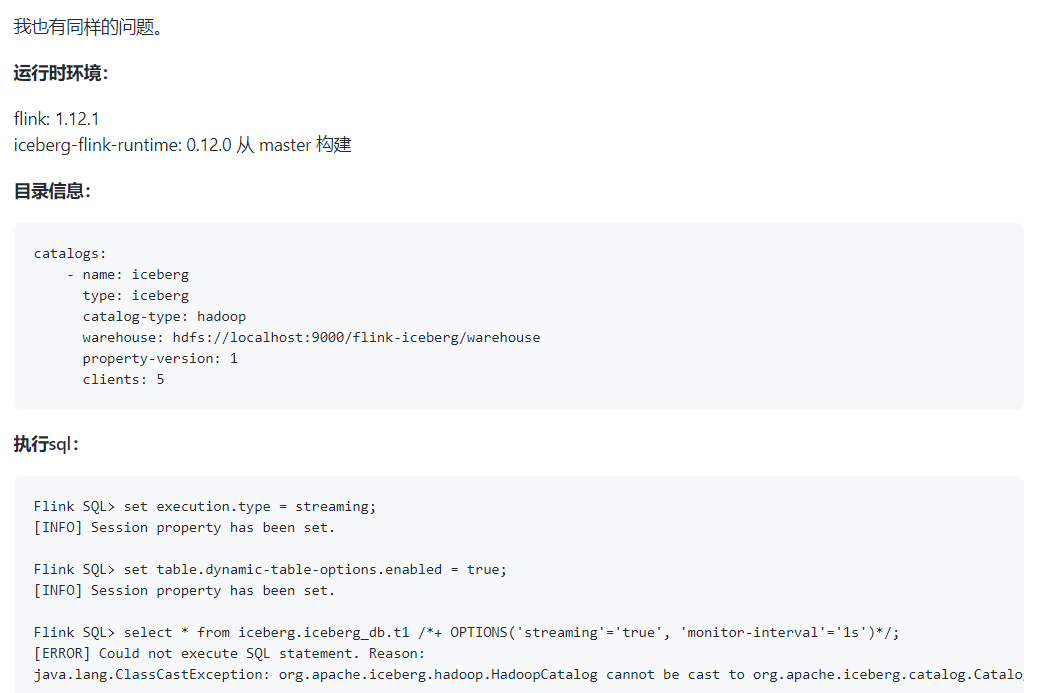 我也有同样的问题。
运行时环境：
flink: 1.12.1
iceberg-flink-runtime: 0.12.0 从 master 构建
目录信息：
catalogs:
    - name: iceberg
      type: iceberg
      catalog-type: hadoop
      warehouse: hdfs://localhost:9000/flink-iceberg/warehouse
      property-version: 1
      clients: 5
执行sql：
Flink SQL> set execution.type = streaming;
[INFO] Session property has been set.
Flink SQL> set table.dynamic-table-options.enabled = true;
[INFO] Session property has been set.
Flink SQL> select * from iceberg.iceberg_db.t1 /*+ OPTIONS('streaming'='true', 'monitor-interval'='1s')*/;
[ERROR] Could not execute SQL statement. Reason:
java.lang.ClassCastException: org.apache.iceberg.hadoop.HadoopCatalog cannot be cast to org.apache.iceberg.catalog.Catalo